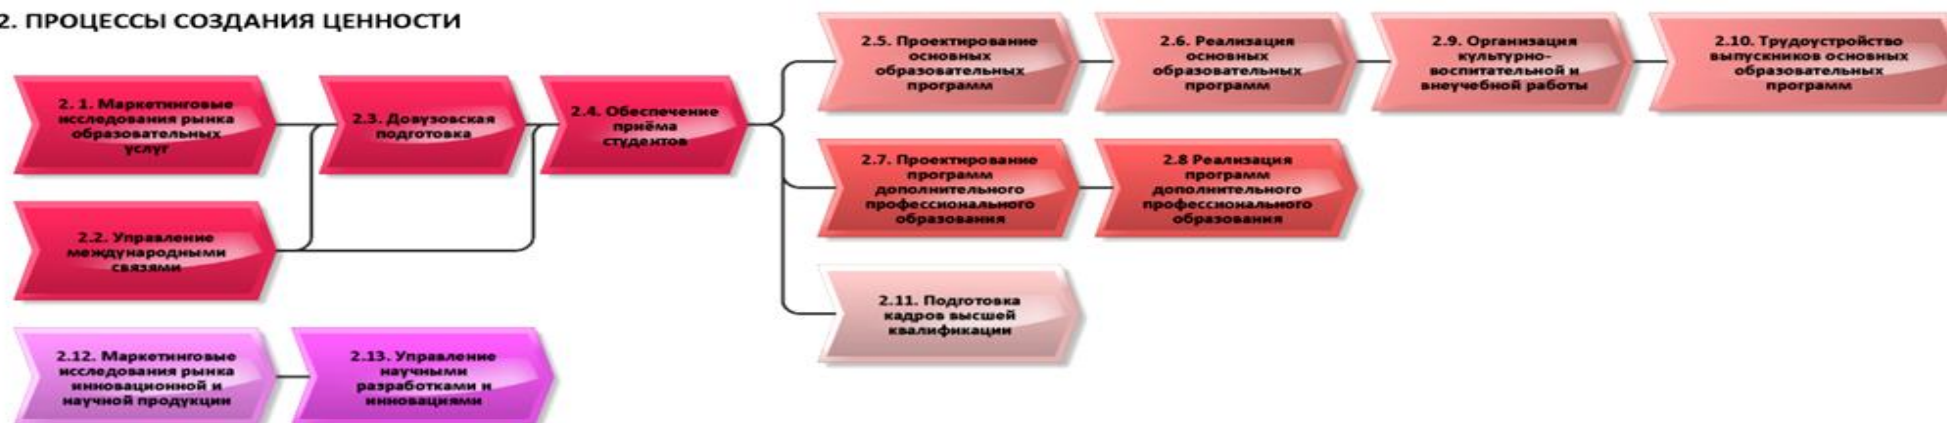 2. ПРОЦЕССЫ СОЗДАНИЯ ЦЕННОСТИ
2. 1. Маркетинговые
исследования рынка
образовательных
услуг
2.2. Управление
международными
связями
2.3. Довузовская
подготовка
2.4. Обеспечение
приёма
студентов
2.5. Проектирование
основных
образовательных
программ
2.6. Реализация
основных
образовательных
программ
2.9. Организация
культурно-
воспитательной и
внеучебной работы
2.10. Трудоустройство
выпускников основных
образовательных
программ
2.7. Проектирование
программ
дополнительного
профессионального
образования
2.8 Реализация
программ
дополнительного
профессионального
образования
2.11. Подготовка
кадров высшей
квалификации
2.12. Маркетинговые
исследования рынка
инновационной и
научной продукции
2.13. Управление
научными
разработками и
инновациями